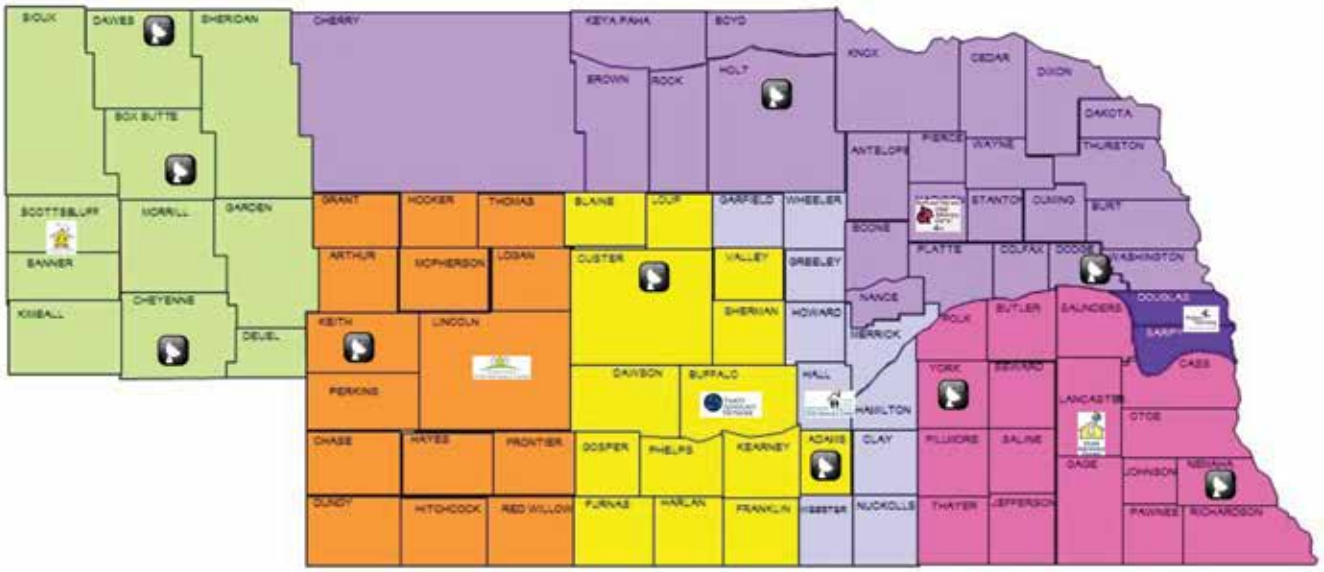 SIOUX
DAWES
SHERIDAN
CHERRY
KEYA PAHA
BOYD
KNOX
CEDAR
DIXON
DAKOTA
BROWN
ROCK
HOLT
BOX BUTTE
ANTELOPE
PIERCE
WAYNE
THURSTON
SCOTTSBLUFF
MORRILL
GARDEN
GRANT
HOOKER
THOMAS
BLAINE
LOUP
GARFIELD
WHEELER
BOONE
STANTON
CUMING
BURT
BANNER
ARTHUR
MCPHERSON
LOGAN
CUSTER
VALLEY
GREELEY
PLATTE
COLFAX
DODGE
WASHINGTON
KIMBALL
CHEYENNE
DEUEL
KEITH
LINCOLN
SHERMAN
HOWARD
NANCE
MERRICK
POLK
BUTLER
SAUNDERS
DOUGLAS
SARPY
CASS
PERKINS
DAWSON
BUFFALO
HALL
HAMILTON
YORK
SEWARD
LANCASTER
OTOE
CHASE
HAYES
FRONTIER
GOSPER
PHELPS
KEARNEY
ADAMS
CLAY
FILLMORE
SALINE
GAGE
JOHNSON
NEMAHA
DUNDY
HITCHCOCK
RED WILLOW
FURNAS
HARLAN
FRANKLIN
WEBSTER
NUCKOLLS
THAYER
JEFFERSON
PAWNEE
RICHARDSON